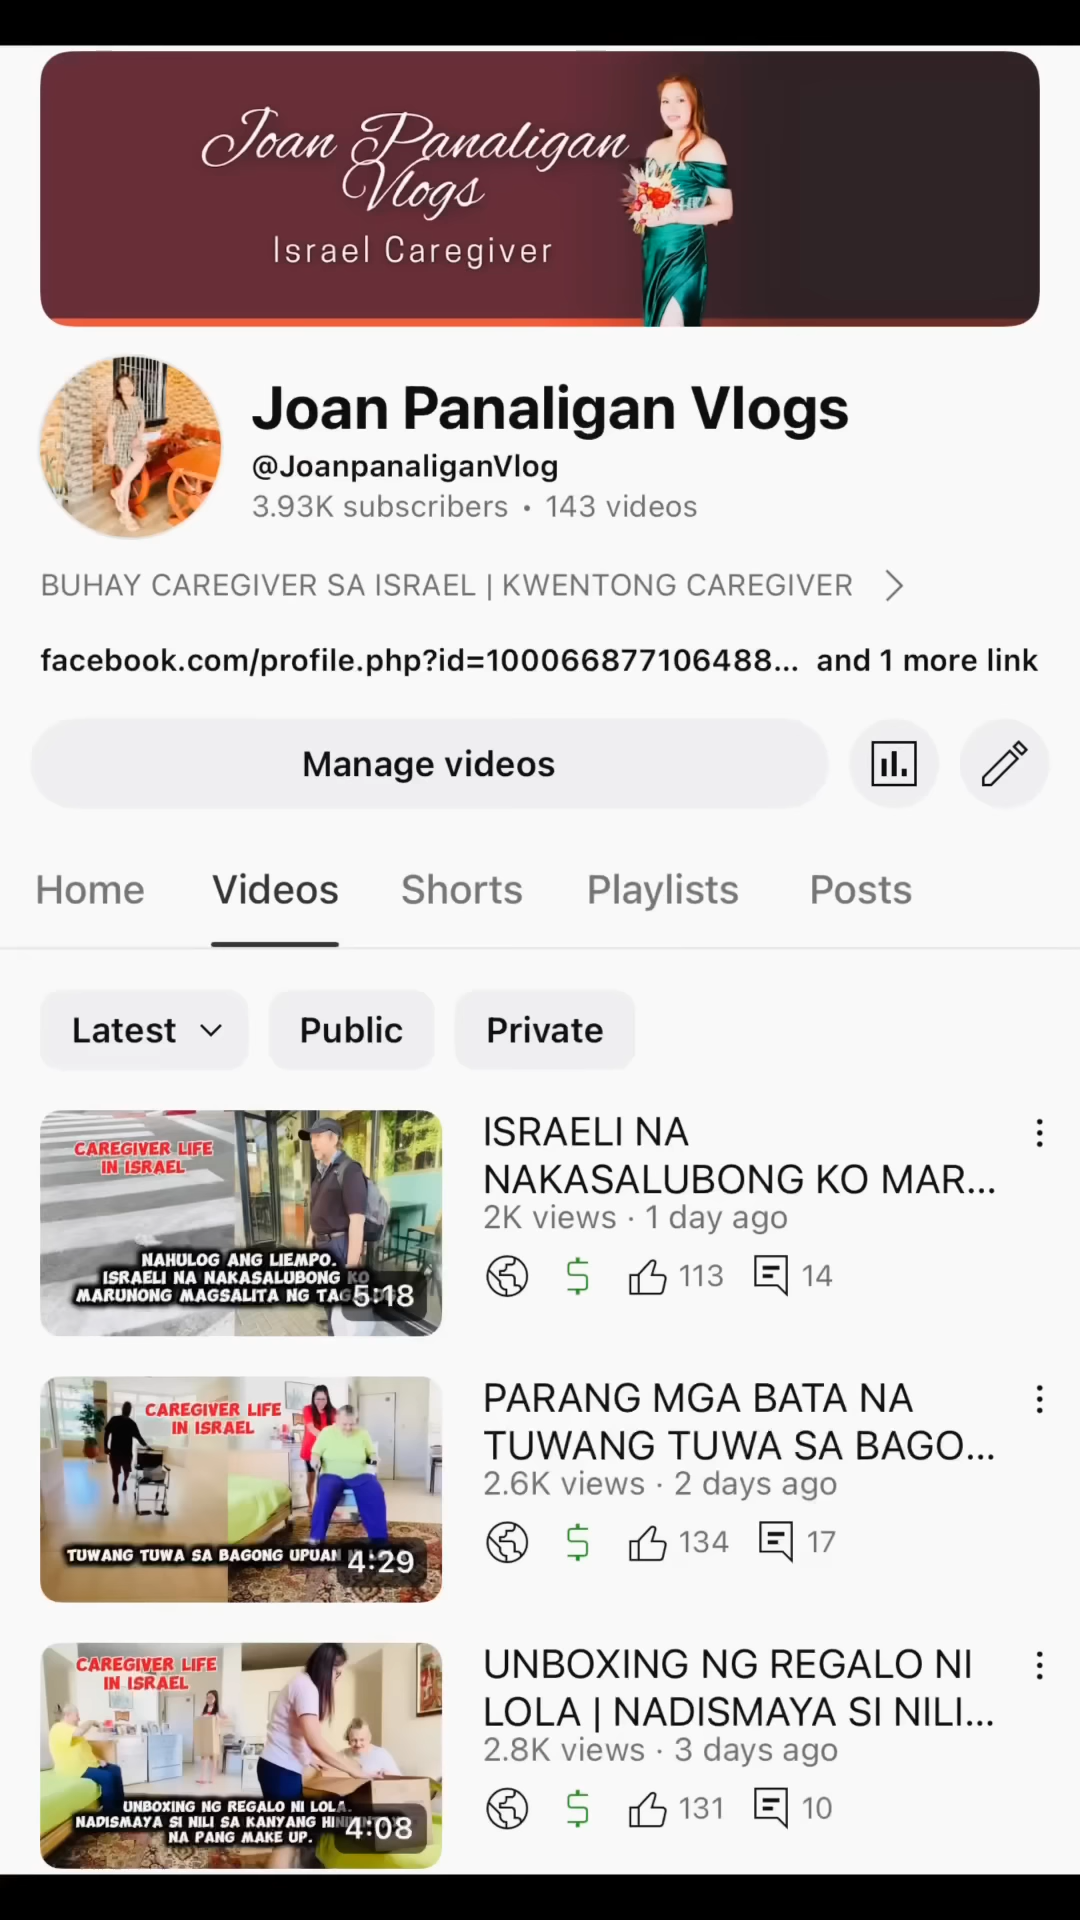 Joan Panaligan
Vlogs
Israel Caregiver
Joan Panaligan Vlogs
@JoanpanaliganVlog
3.93K subscribers • 143 videos
BUHAY CAREGIVER SA ISRAEL | KWENTONG CAREGIVER
facebook.com/profile.php?id=100066877106488... and 1 more link
Manage videos
Home Videos Shorts Playlists Posts
Latest Public Private
CAREGIVER LIFE
IN ISRAEL
NAHULOG ANG LIEMPO.
ISRAELI NA NAKASALUBONG KO
MARUNONG MAGSALITA NG
5:18
ISRAELI NA
NAKASALUBONG KO MAR...
2K views · 1 day ago
113 14
CAREGIVER LIFE
IN ISRAEL
TUWANG TUWA SA BAGONG UPUAN
4:29
PARANG MGA BATA NA
TUWANG TUWA SA BAGO...
2.6K views · 2 days ago
134 17
CAREGIVER LIFE
IN ISRAEL
UNBOXING NG REGALO NI LOLA.
NADISMAYA SI NILI SA KANYANG
NA PANG MAKE UP.
4:08
UNBOXING NG REGALO NI
LOLA | NADISMAYA SI NILI...
2.8K views · 3 days ago
131 10